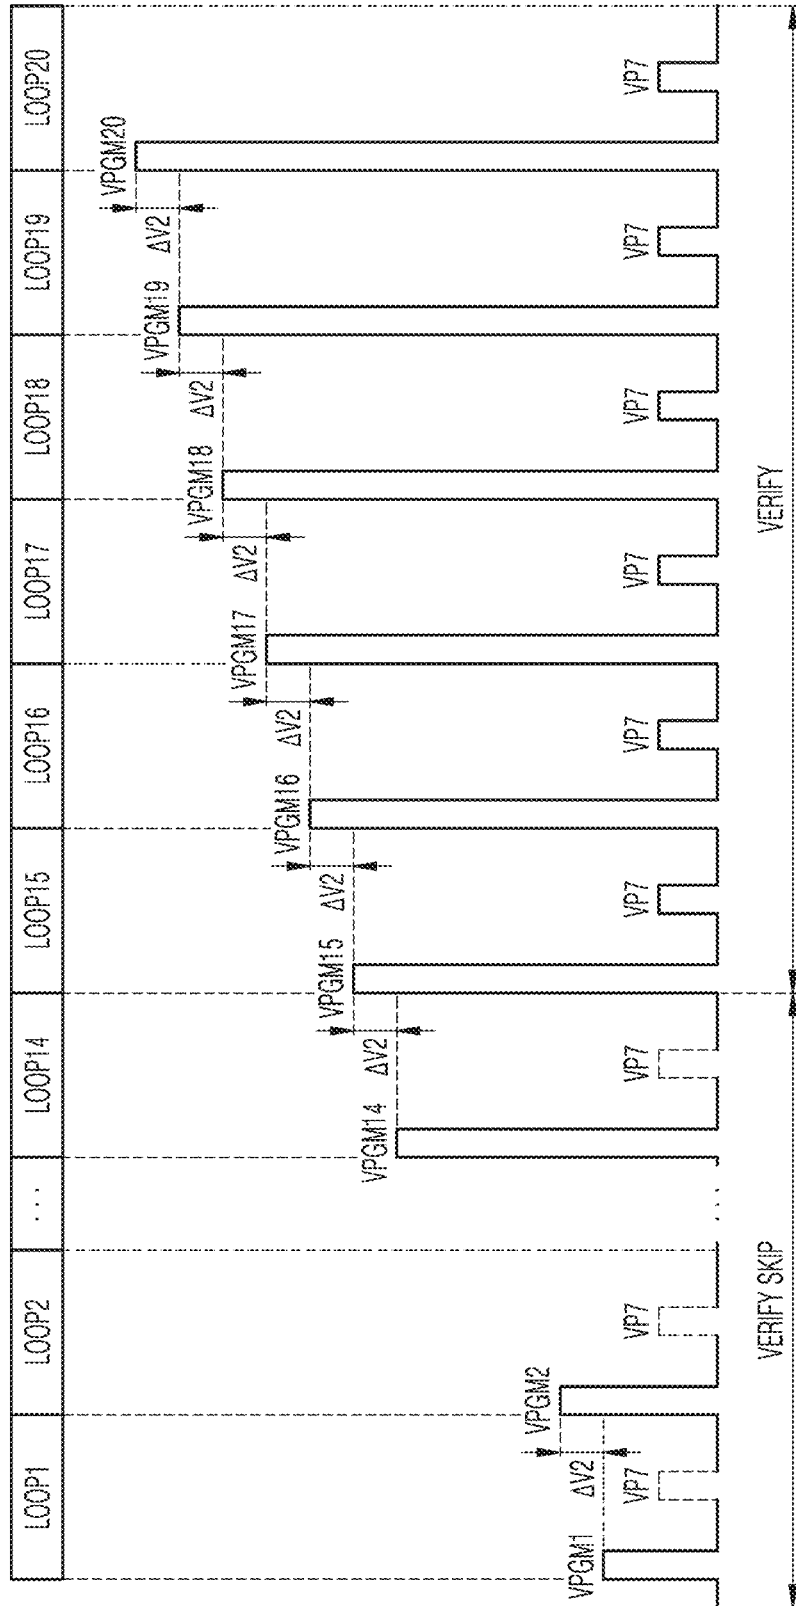 LOOP1
LOOP2
...
LOOP14
LOOP15
LOOP16
LOOP17
LOOP18
LOOP19
LOOP20
VPGM1
ΔV2
VPGM2
VPGM14
ΔV2
VPGM15
ΔV2
VPGM16
ΔV2
VPGM17
ΔV2
VPGM18
ΔV2
VPGM19
ΔV2
VPGM20
VP7
VP7
...
VP7
VP7
VP7
VP7
VP7
VP7
VP7
VERIFY SKIP
VERIFY